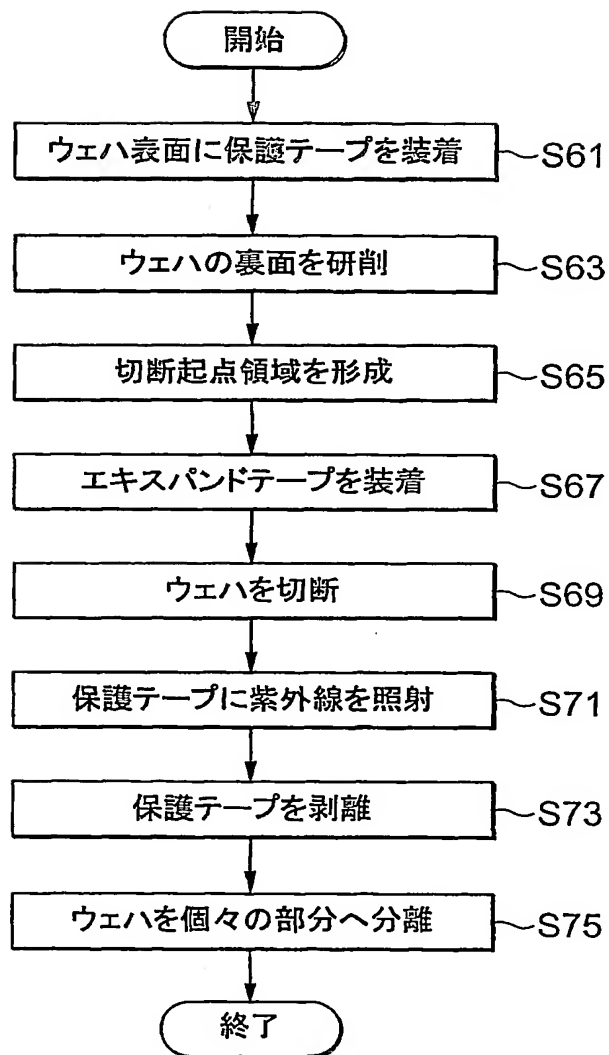 開始
ウェハ表面に保護テープを装着 S61
ウェハの裏面を研削 S63
切断起点領域を形成 S65
エキスパンドテープを装着 S67
ウェハを切断 S69
保護テープに紫外線を照射 S71
保護テープを剥離 S73
ウェハを個々の部分へ分離 S75
終了